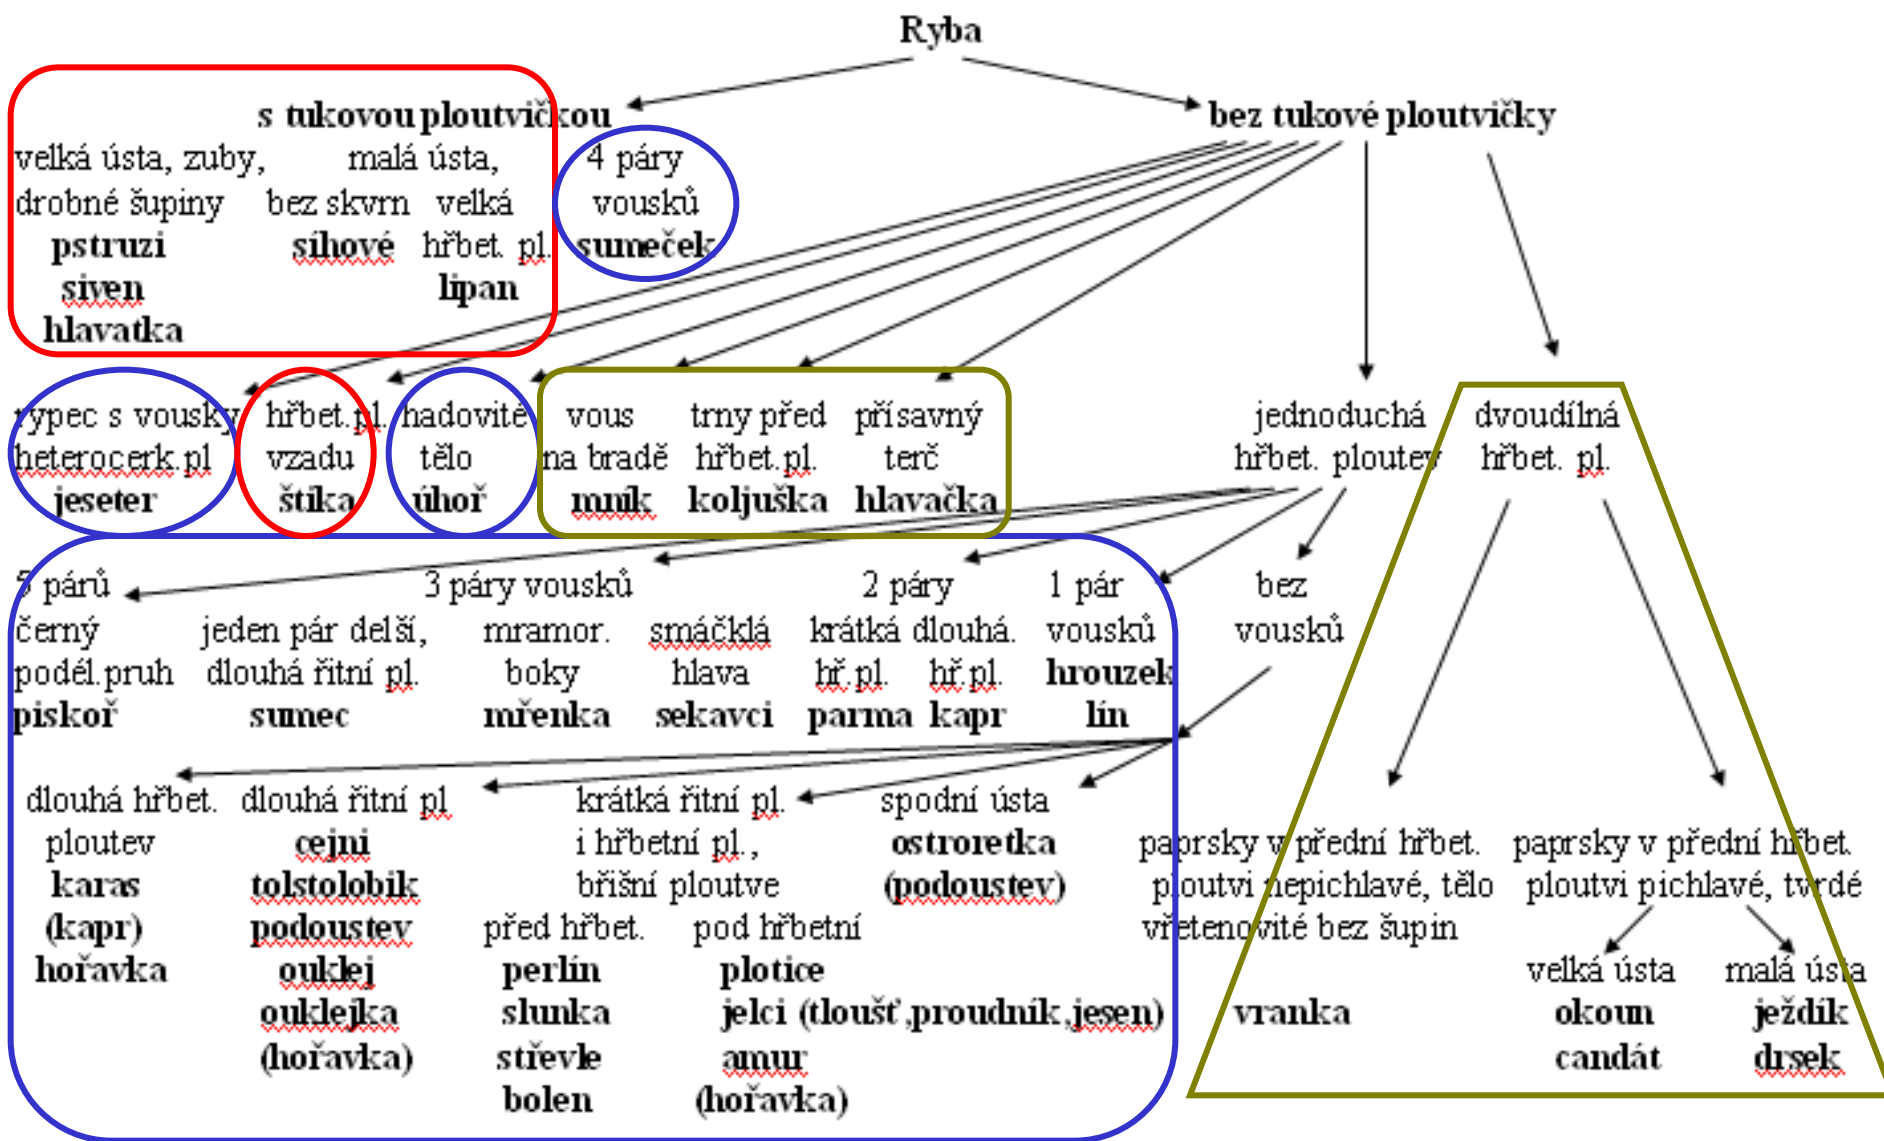 Ryba
s tukovou ploutvičkou
bez tukové ploutvičky
velká ústa, zuby,
drobné šupiny
pstruzi
siven
hlavatka
malá ústa,
bez skvrn
síhové
velká
hřbet. pl.
lipan
4 páry
vousků
sumeček
rypec s vousky
heterocerk.pl
jeseter
hřbet.pl.
vzadu
štika
hadovité
tělo
úhoř
vous
na bradě
mník
trny před
hřbet.pl.
koljuška
přísavný
terč
hlavačka
jednoduchá
hřbet. ploutev
dvoudílná
hřbet. pl.
5 párů
černý
poděl.pruh
piskoř
3 páry vousků
jeden pár delší,
dlouhá řitní pl.
sumec
mramor.
boky
mřenka
smáčklá
hlava
sekavci
2 páry
krátká
hř.pl.
parma
dlouhá.
hř.pl.
kapr
1 pár
vousků
hrouzek
lín
bez
vousků
dlouhá hřbet.
ploutev
karas
(kapr)
hořavka
dlouhá řitní pl
cejni
tolstolobik
podoustev
ouklej
ouklejka
(hořavka)
krátká řitní pl.
i hřbetní pl.,
břišní ploutve
před hřbet.
perlín
slunka
střevle
bolen
pod hřbetní
plotice
jelci (tloušť,proudník,jesen)
amur
(hořavka)
spodní ústa
ostroretka
(podoustev)
paprsky v přední hřbet.
ploutvi nepichlavé, tělo
vřetenovité bez šupin
vranka
paprsky v přední hřbet.
ploutvi pichlavé, tvrdé
velká ústa
okoun
candát
malá ústa
ježdík
drsek